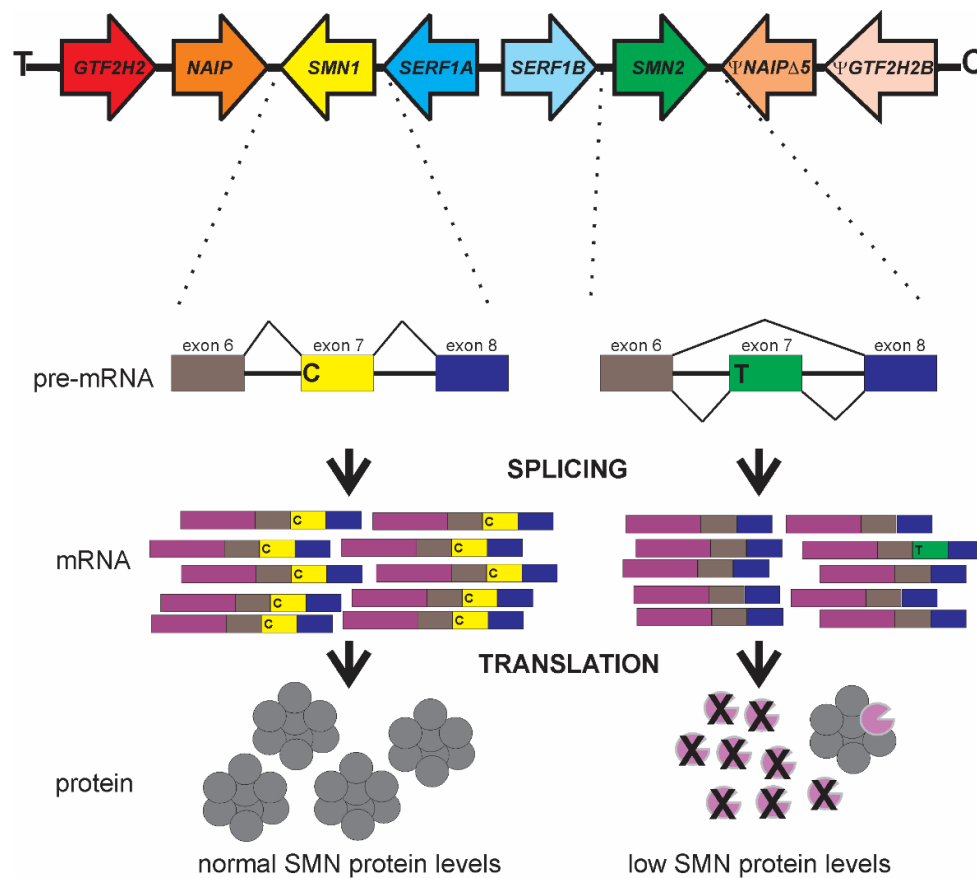 T GTF2H2 NAIP SMN1 SERF1A SERF1B SMN2 ΨNAIPΔ5 ΨGTF2H2B C
exon 6 exon 7 exon 8 exon 6 exon 7 exon 8
pre-mRNA C T
SPLICING
C C
mRNA C C T
C C
C C
C C
TRANSLATION
X X
X X X
protein X X X
normal SMN protein levels low SMN protein levels